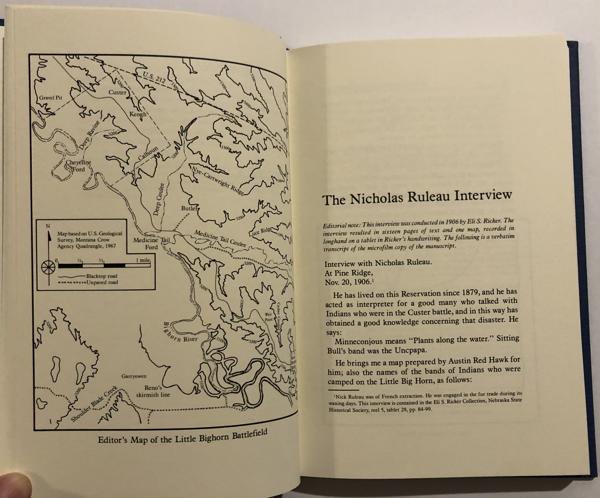 U.S. 212
Custer
Gravel Pit
Keogh
Deep Ravine
Cheyenne
Ford
Calhoun
Nye-Cartwright Ridge
Deep Coulee
Butler
N
Map based on U.S. Geological
Survey, Montana Crow
Agency Quadrangle, 1967
1 mile
Blacktop road
Unpaved road
Medicine Tail
Ford
Medicine Tail Coulee
Bighorn River
Garryowen
Reno's
skirmish line
Shoulder Blade Creek
Editor's Map of the Little Bighorn Battlefield
The Nicholas Ruleau Interview
Editorial note: This interview was conducted in 1906 by Eli S. Ricker. The
interview resulted in sixteen pages of text and one map, recorded in
longhand on a tablet in Ricker's handwriting. The following is a verbatim
transcript of the microfilm copy of the manuscript.
Interview with Nicholas Ruleau.
At Pine Ridge,
Nov. 20, 1906.¹
He has lived on this Reservation since 1879, and he has
acted as interpreter for a good many who talked with
Indians who were in the Custer battle, and in this way has
obtained a good knowledge concerning that disaster. He
says:
Minneconjous means "Plants along the water." Sitting
Bull's band was the Uncpapa.
He brings me a map prepared by Austin Red Hawk for
him; also the names of the bands of Indians who were
camped on the Little Big Horn, as follows:
¹Nick Ruleau was of French extraction. He was engaged in the fur trade during its
waning days. This interview is contained in the Eli S. Ricker Collection, Nebraska State
Historical Society, reel 5, tablet 29, pp. 84-99.